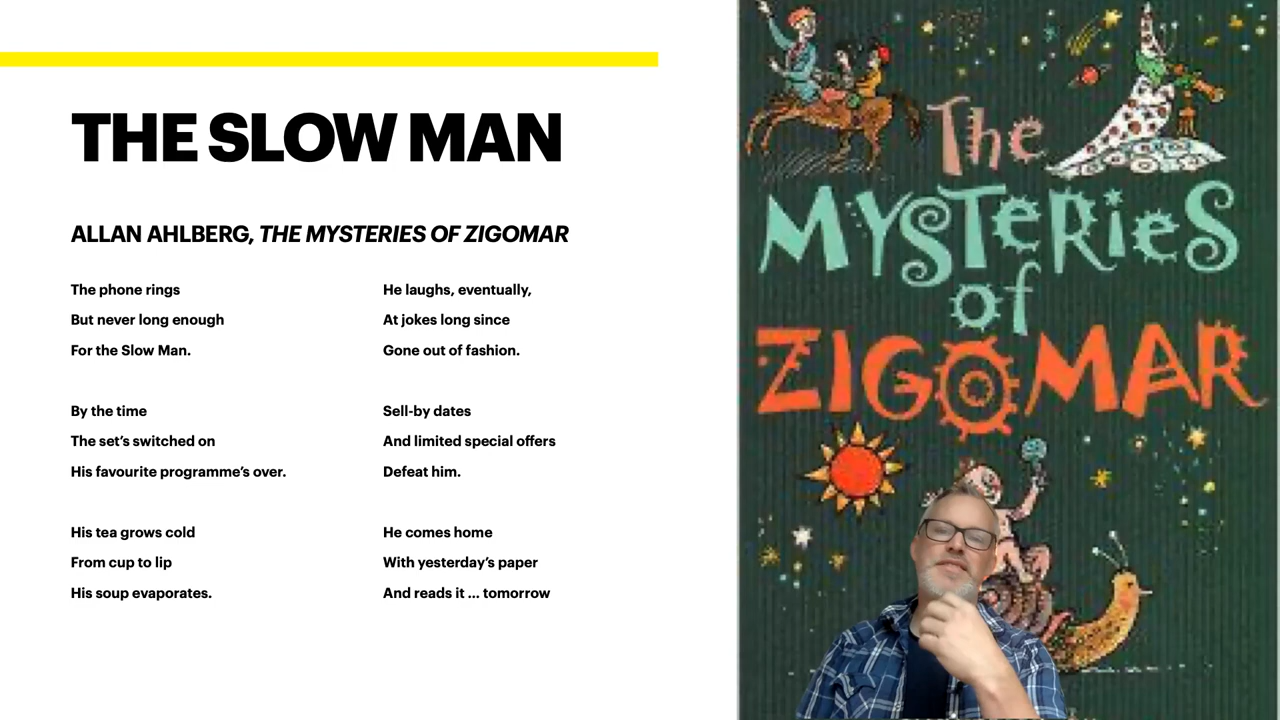 THE SLOW MAN
ALLAN AHLBERG, THE MYSTERIES OF ZIGOMAR
The phone rings
But never long enough
For the Slow Man.
By the time
The set's switched on
His favourite programme's over.
His tea grows cold
From cup to lip
His soup evaporates.
He laughs, eventually,
At jokes long since
Gone out of fashion.
Sell-by dates
And limited special offers
Defeat him.
He comes home
With yesterday's paper
And reads it ... tomorrow
The
MYSTERIES
of
ZIGOMAR